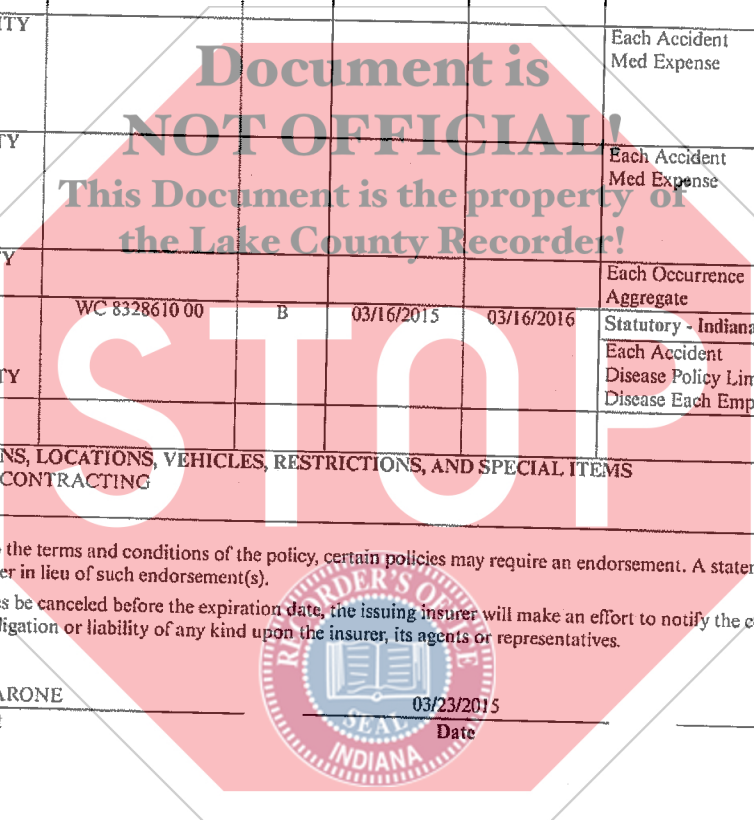 ITY
Each Accident
Med Expense
Document is
NOT OFFICIAL!
TY
Each Accident
Med Expense
This Document is the property of
the Lake County Recorder!
Y
Each Occurrence
Aggregate
WC 8328610 00 B 03/16/2015 03/16/2016 Statutory - Indiana
Each Accident
TY Disease Policy Lim
Disease Each Emp
STOP
NS, LOCATIONS, VEHICLES, RESTRICTIONS, AND SPECIAL ITEMS
CONTRACTING
the terms and conditions of the policy, certain policies may require an endorsement. A stater
er in lieu of such endorsement(s).
s be canceled before the expiration date, the issuing insurer will make an effort to notify the c
ligation or liability of any kind upon the insurer, its agents or representatives.
RECORDER'S OFFICE
SEAL
INDIANA
ARONE
03/23/2015
Date